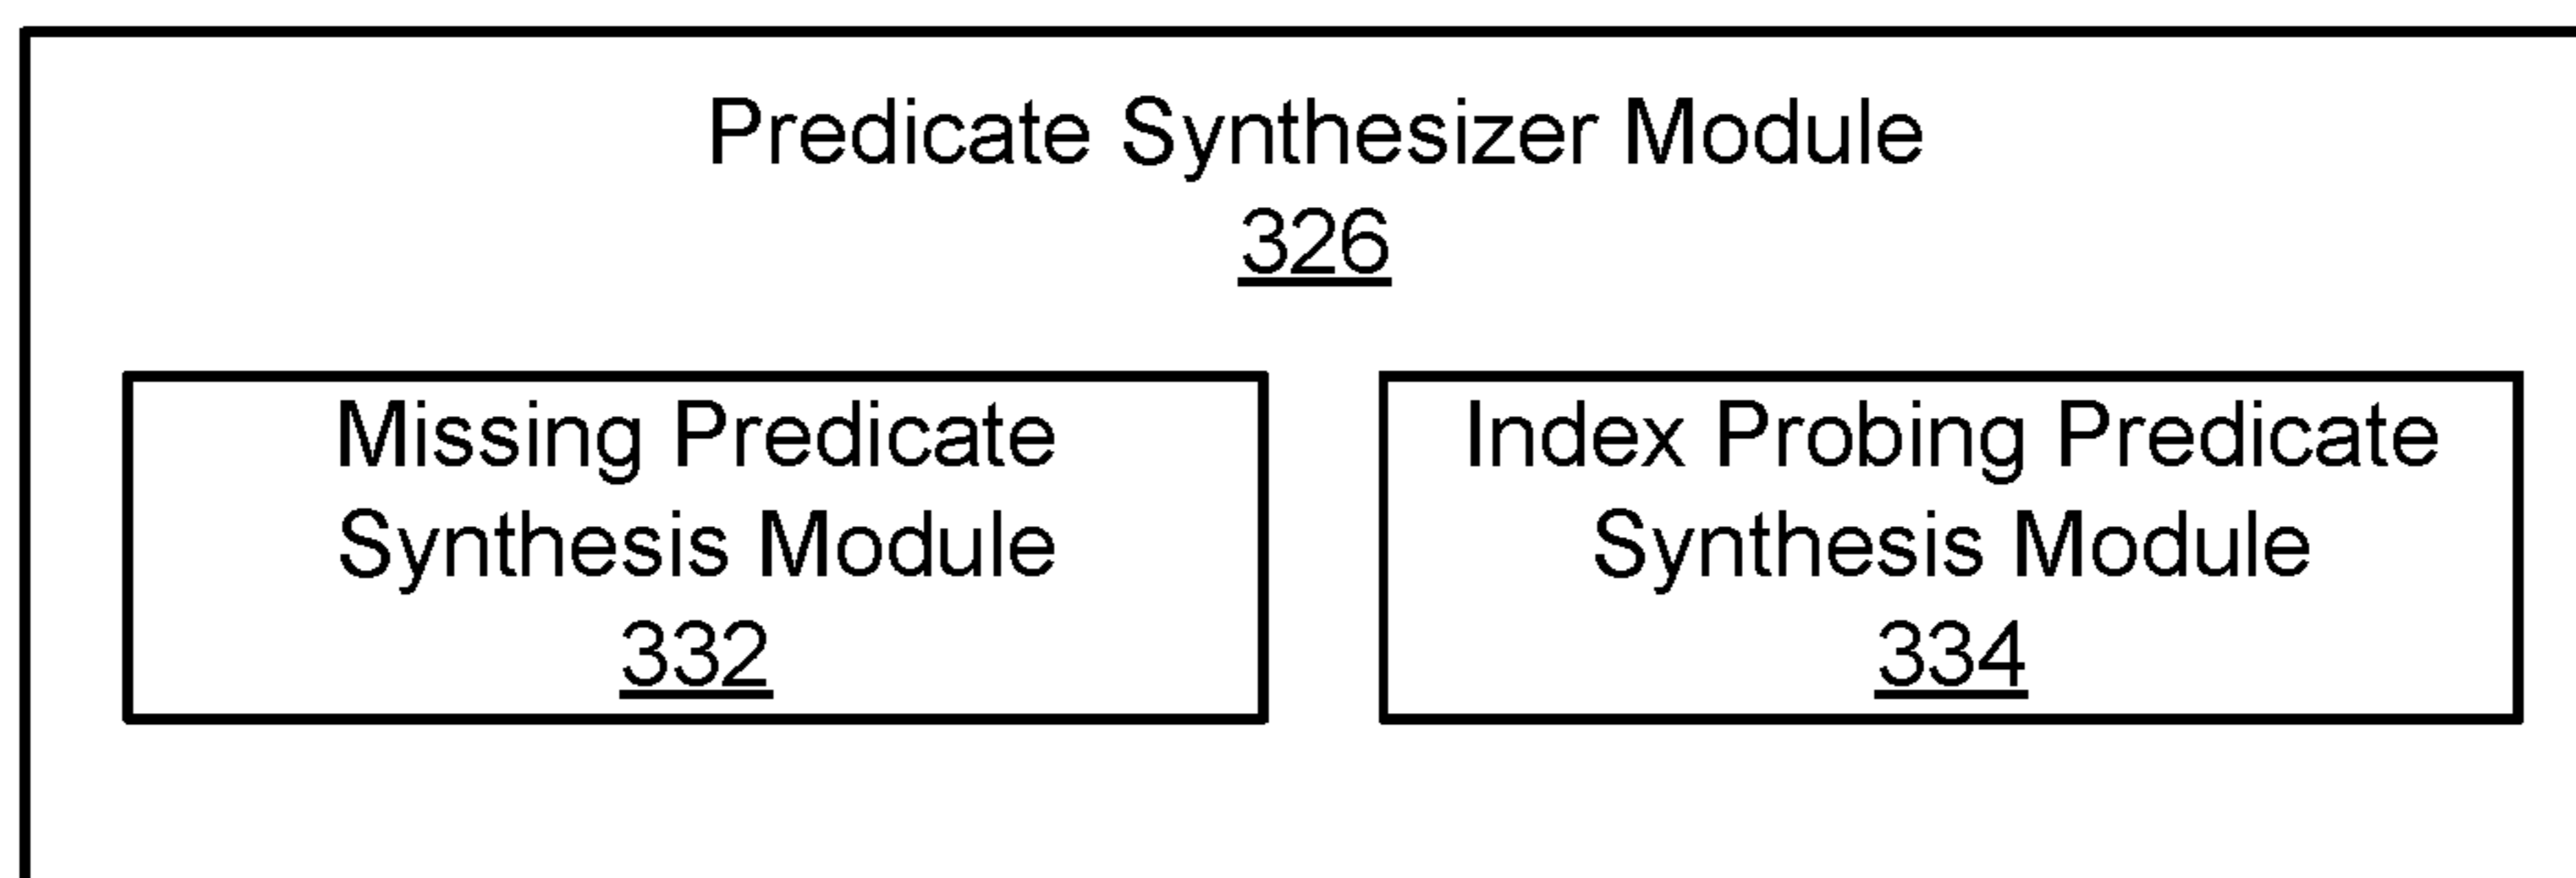 Predicate Synthesizer Module
326
Missing Predicate
Synthesis Module
332
Index Probing Predicate
Synthesis Module
334